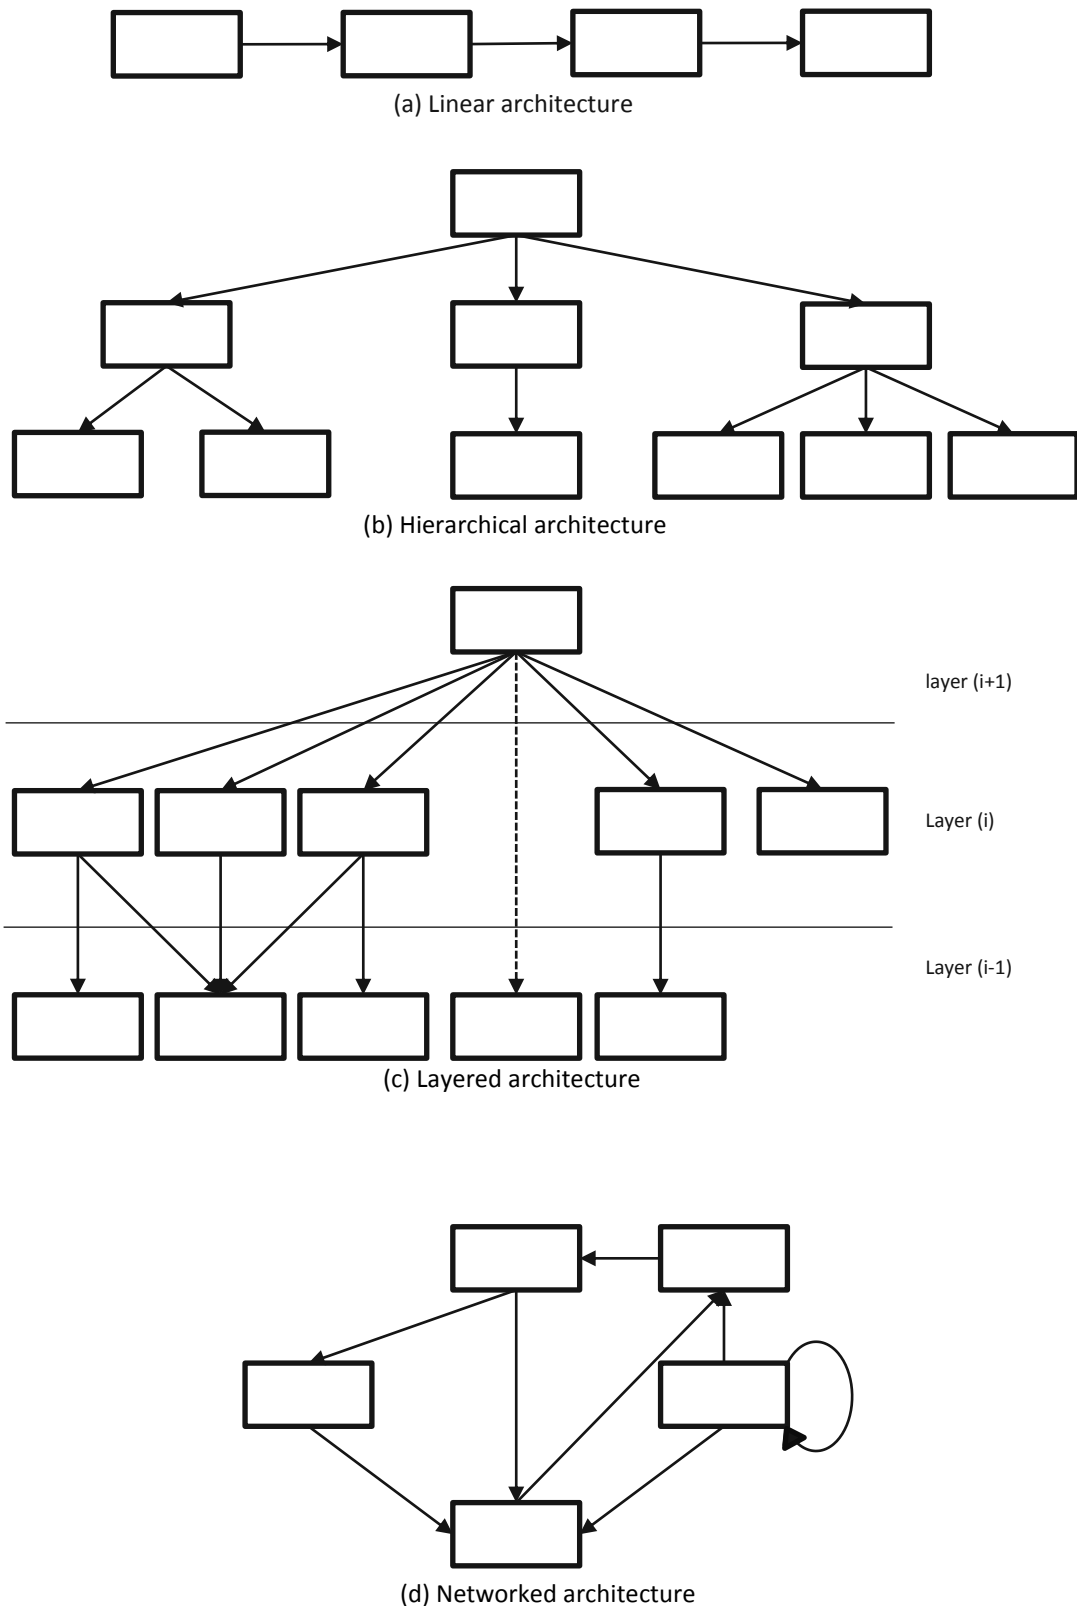 (a) Linear architecture
(b) Hierarchical architecture
layer (i+1)
Layer (i)
Layer (i-1)
(c) Layered architecture
(d) Networked architecture